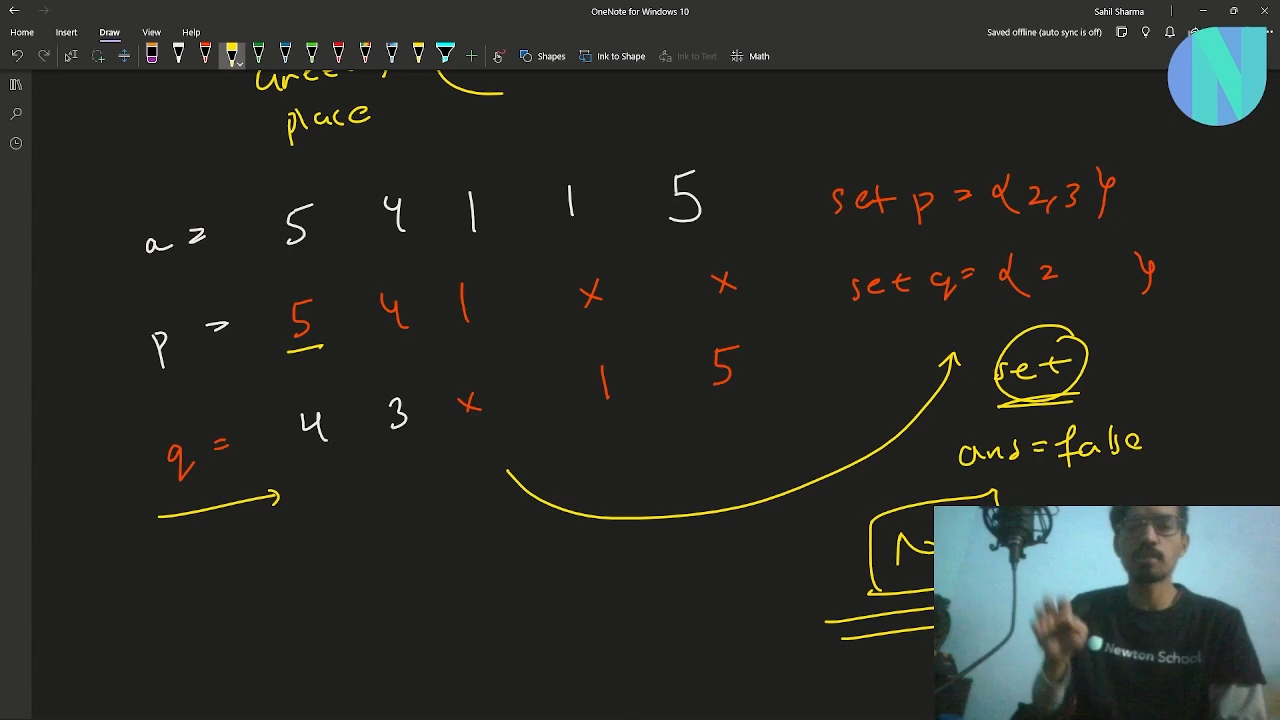 OneNote for Windows 10
Sahil Sharma
Home Insert Draw View Help
Saved offline (auto sync is off)
Shapes Ink to Shape Ink to Text Math
place
a = 5 4 1 1 5
set p = { 2, 3 }
p = 5 4 1 x x
set q = { 2 }
q = 4 3 x 1 5
set
ans = false
N
Newton School